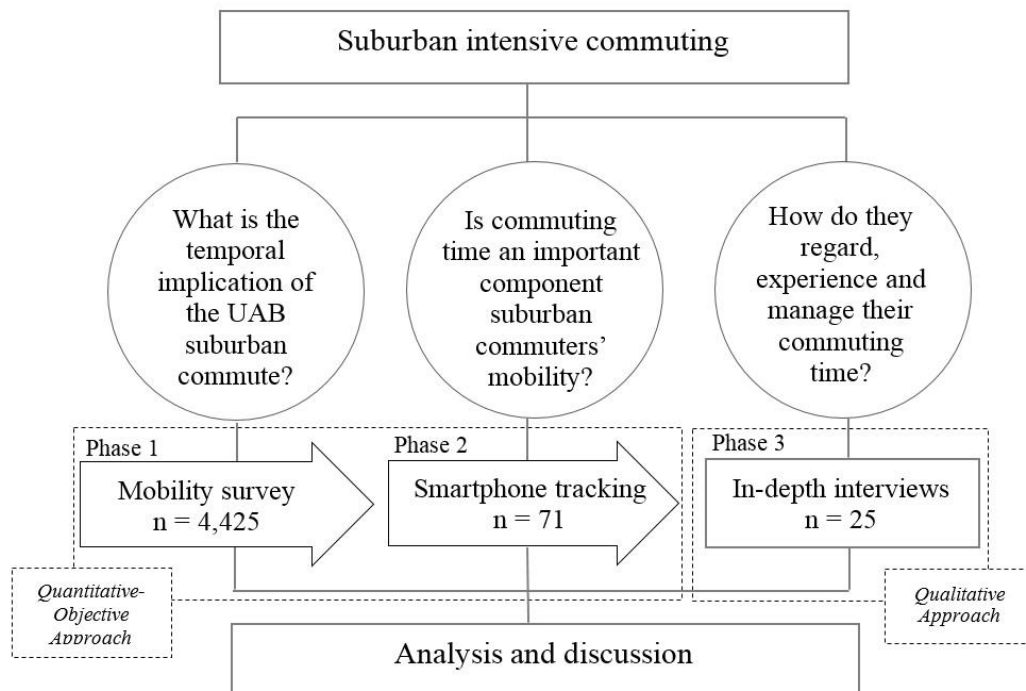 Suburban intensive commuting
What is the
temporal
implication of
the UAB
suburban
commute?
Is commuting
time an important
component
suburban
commuters’
mobility?
How do they
regard,
experience and
manage their
commuting
time?
Phase 1
Mobility survey
n = 4,425
Phase 2
Smartphone tracking
n = 71
Phase 3
In-depth interviews
n = 25
Quantitative-
Objective
Approach
Qualitative
Approach
Analysis and discussion